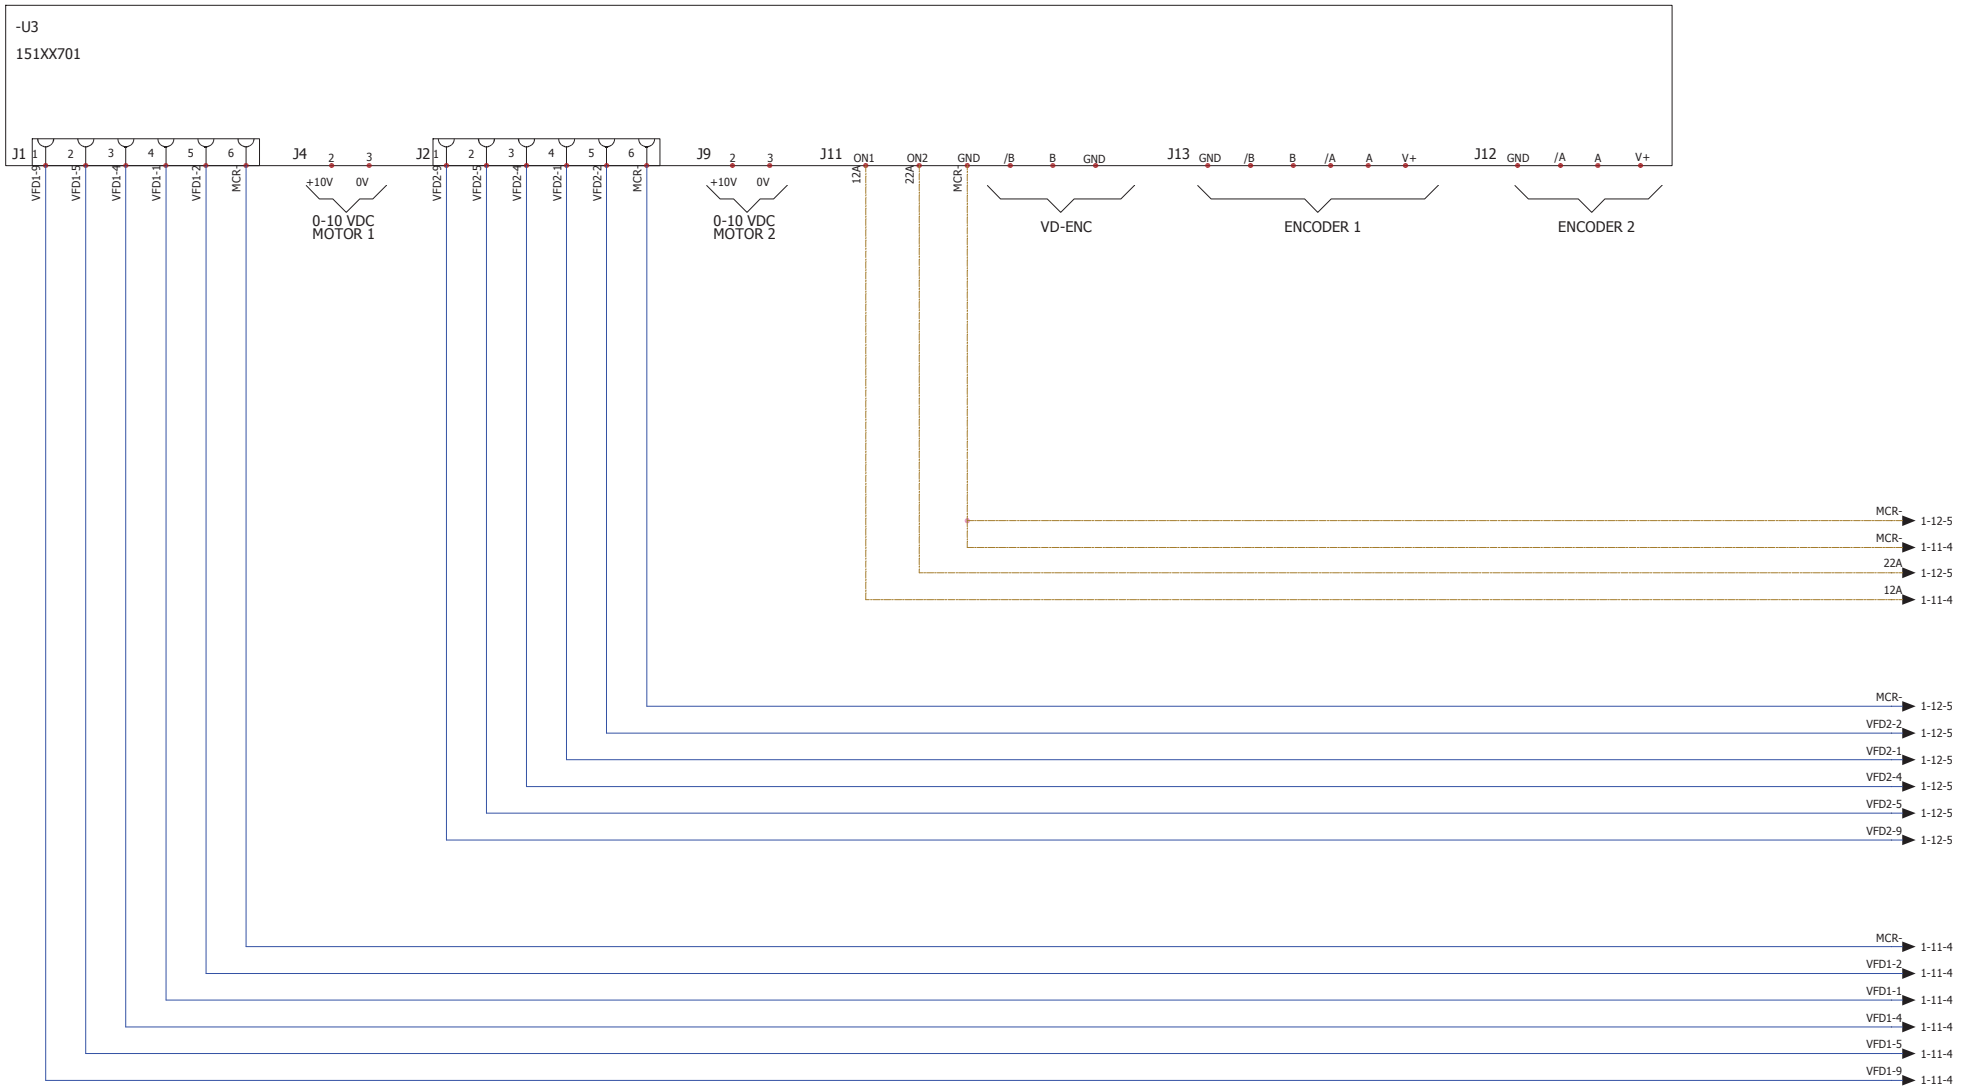 -U3
151XX701
J1 1 2 3 4 5 6 J4 2 3 J2 1 2 3 4 5 6 J9 2 3 J11 ON1 ON2 GND /B B GND J13 GND /B B /A A V+ J12 GND /A A V+
VFD1-9 VFD1-5 VFD1-4 VFD1-1 VFD1-2 MCR- +10V 0V VFD2-9 VFD2-5 VFD2-4 VFD2-1 VFD2-2 MCR- +10V 0V 12A 22A MCR-
0-10 VDC
MOTOR 1
0-10 VDC
MOTOR 2
VD-ENC
ENCODER 1
ENCODER 2
MCR- 1-12-5
MCR- 1-11-4
22A 1-12-5
12A 1-11-4
MCR- 1-12-5
VFD2-2 1-12-5
VFD2-1 1-12-5
VFD2-4 1-12-5
VFD2-5 1-12-5
VFD2-9 1-12-5
MCR- 1-11-4
VFD1-2 1-11-4
VFD1-1 1-11-4
VFD1-4 1-11-4
VFD1-5 1-11-4
VFD1-9 1-11-4